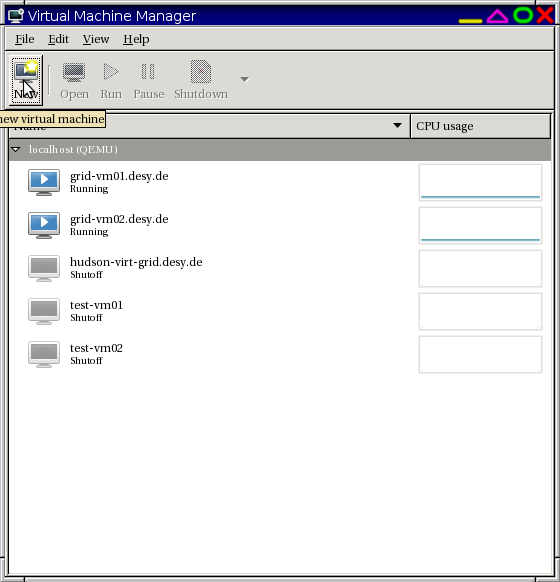 Virtual Machine Manager
File Edit View Help
New Open Run Pause Shutdown
new virtual machine
Name CPU usage
localhost (QEMU)
grid-vm01.desy.de
Running
grid-vm02.desy.de
Running
hudson-virt-grid.desy.de
Shutoff
test-vm01
Shutoff
test-vm02
Shutoff